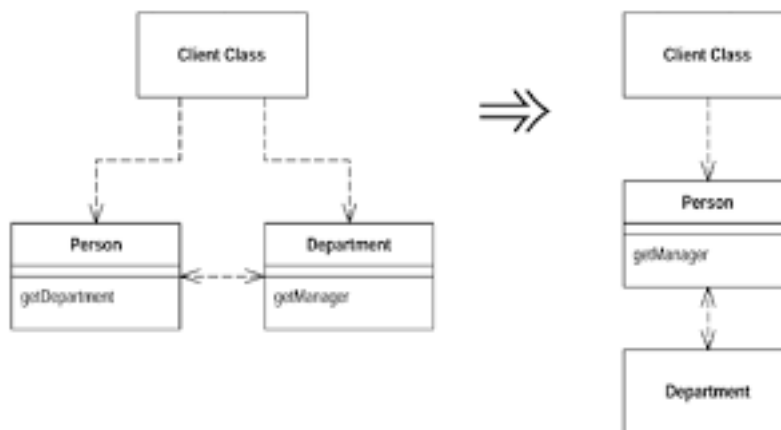 Client Class
Person
getDepartment
Department
getManager
Client Class
Person
getManager
Department